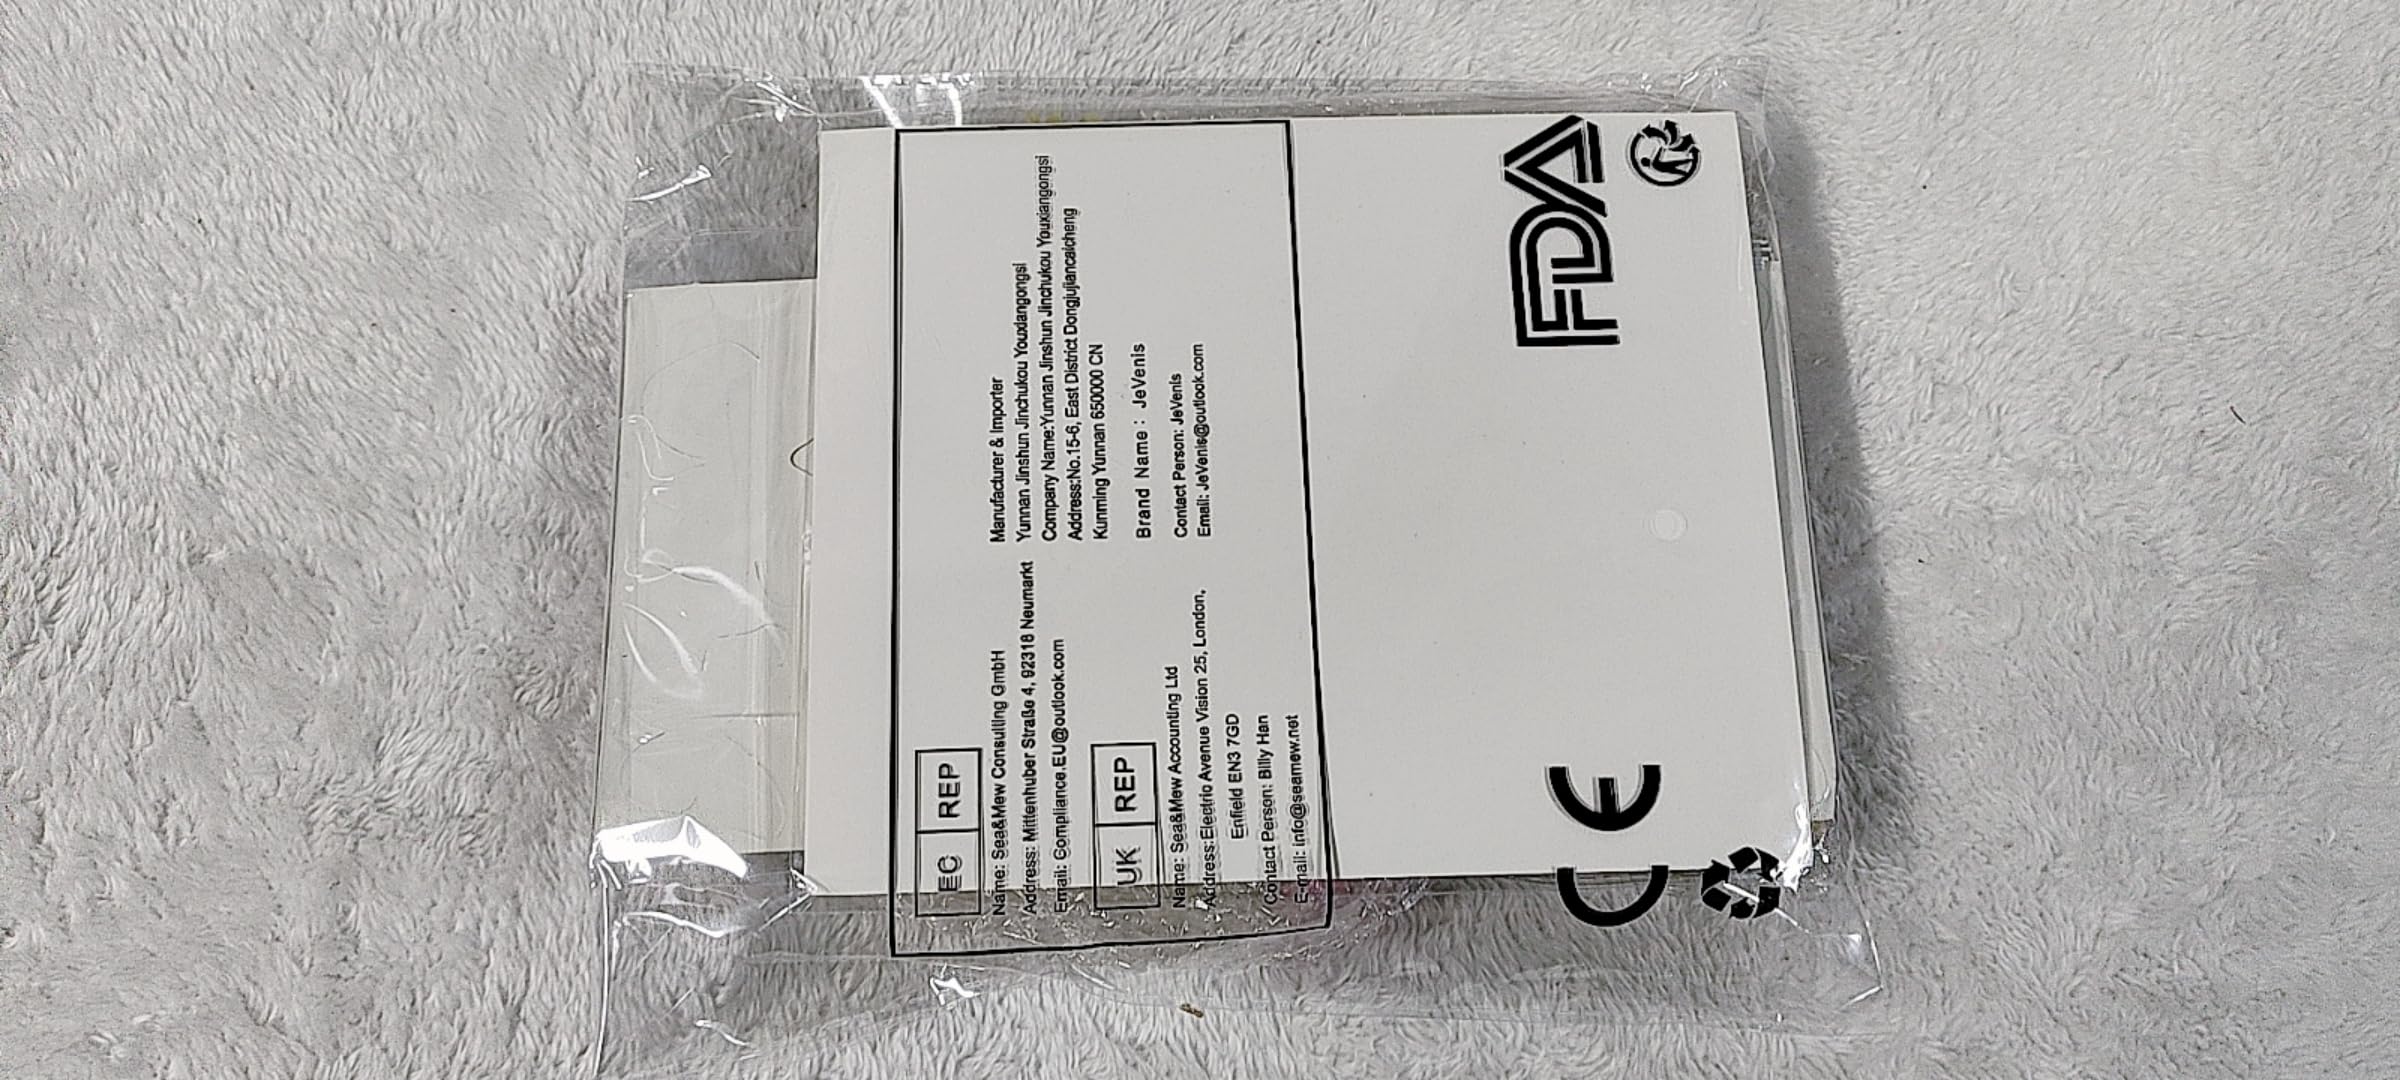 EC REP
Name: Sea&Mew Consulting GmbH
Address: Mittenhuber Straße 4, 92318 Neumarkt
Email: Compliance.EU@outlook.com
UK REP
Name: Sea&Mew Accounting Ltd
Address:Electric Avenue Vision 25, London,
Enfield EN3 7GD
Contact Person: Billy Han
E-mail: info@seamew.net
Manufacturer & Importer
Yunnan Jinshun Jinchukou Youxiangongsi
Company Name:Yunnan Jinshun Jinchukou Youxiangongsi
Address:No.15-6, East District Dongjujiancaicheng
Kunming Yunnan 650000 CN
Brand Name: JeVenis
Contact Person: JeVenis
Email: JeVenis@outlook.com
CE
FDA